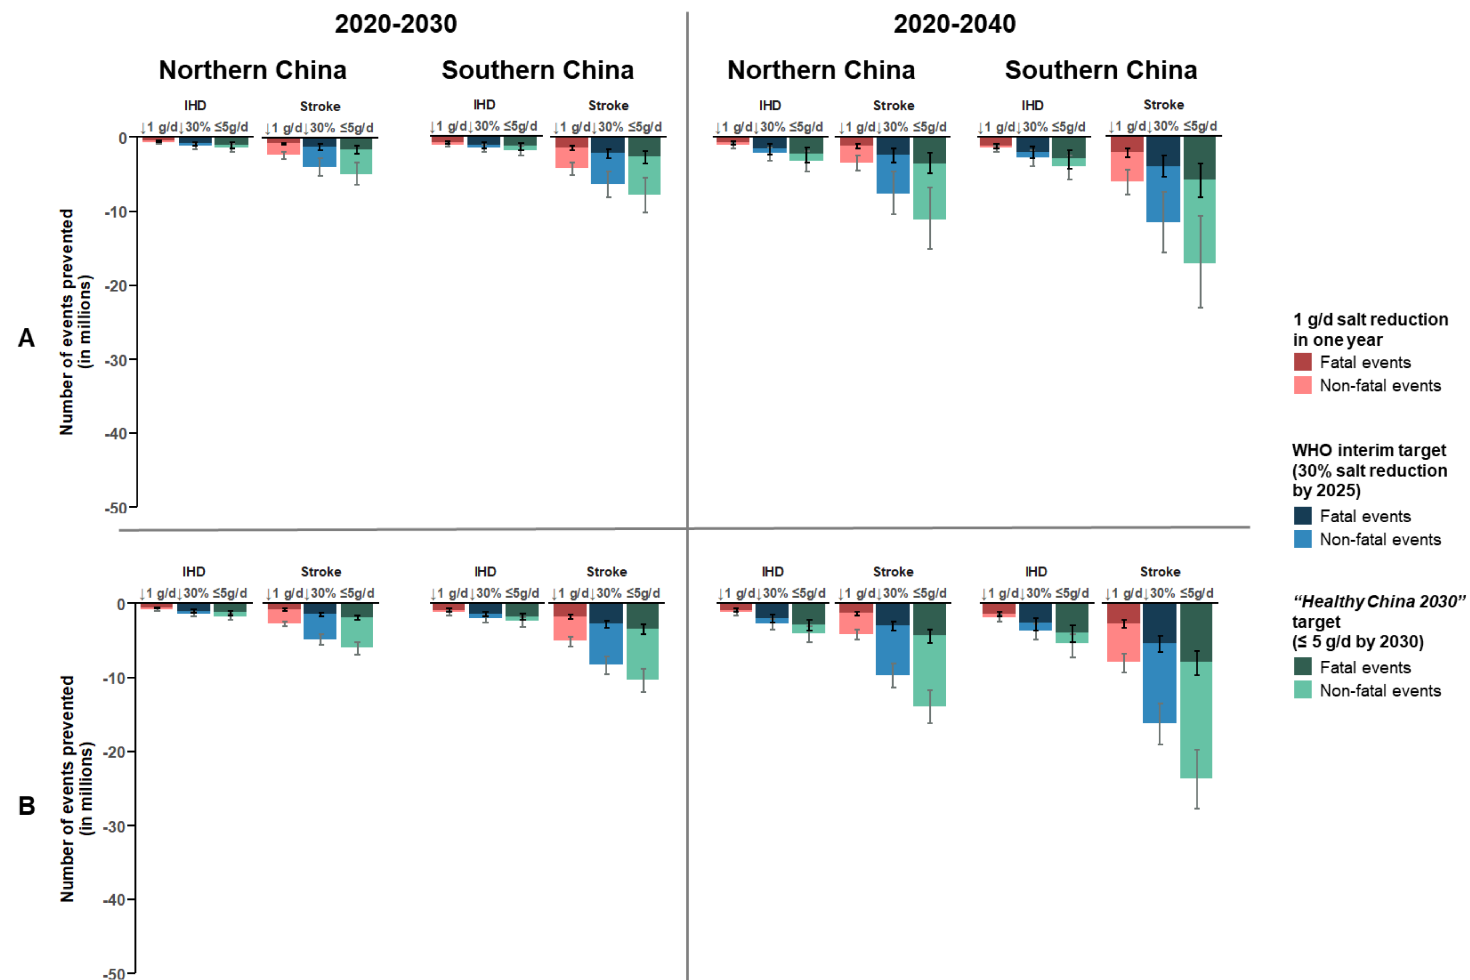 2020-2030
2020-2040
Northern China
Southern China
Northern China
Southern China
IHD
Stroke
IHD
Stroke
IHD
Stroke
IHD
Stroke
↓1 g/d ↓30% ≤5g/d
↓1 g/d ↓30% ≤5g/d
↓1 g/d ↓30% ≤5g/d
↓1 g/d ↓30% ≤5g/d
↓1 g/d ↓30% ≤5g/d
↓1 g/d ↓30% ≤5g/d
↓1 g/d ↓30% ≤5g/d
↓1 g/d ↓30% ≤5g/d
A
Number of events prevented
(in millions)
0
-10
-20
-30
-40
-50
IHD
Stroke
IHD
Stroke
IHD
Stroke
IHD
Stroke
↓1 g/d ↓30% ≤5g/d
↓1 g/d ↓30% ≤5g/d
↓1 g/d ↓30% ≤5g/d
↓1 g/d ↓30% ≤5g/d
↓1 g/d ↓30% ≤5g/d
↓1 g/d ↓30% ≤5g/d
↓1 g/d ↓30% ≤5g/d
↓1 g/d ↓30% ≤5g/d
B
Number of events prevented
(in millions)
0
-10
-20
-30
-40
-50
1 g/d salt reduction
in one year
Fatal events
Non-fatal events
WHO interim target
(30% salt reduction
by 2025)
Fatal events
Non-fatal events
“Healthy China 2030”
target
(≤ 5 g/d by 2030)
Fatal events
Non-fatal events